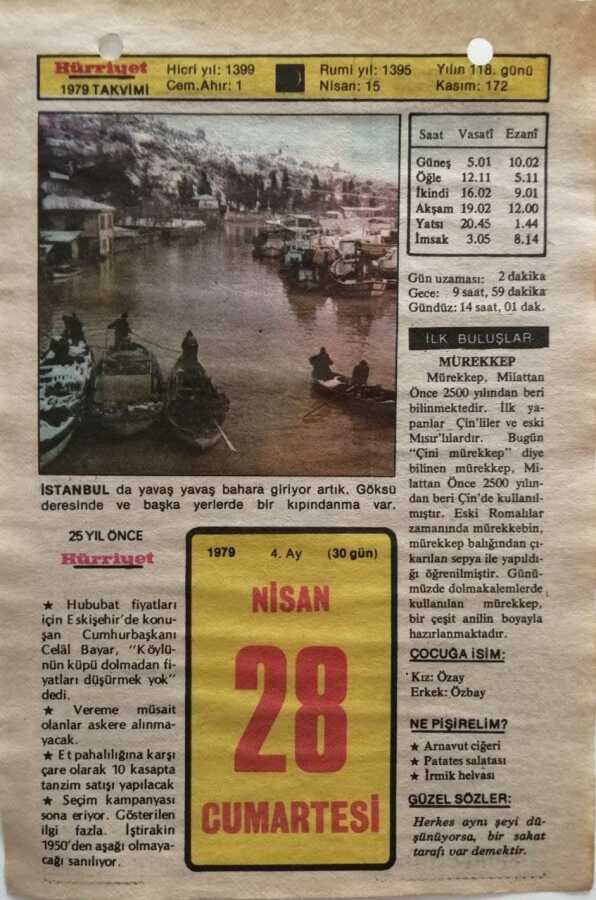 Hürriyet
1979 TAKVİMİ
Hicri yıl: 1399
Cem.Ahır: 1
Rumi yıl: 1395
Nisan: 15
Yılın 118. günü
Kasım: 172
Saat Vasatî Ezanî
Güneş 5.01 10.02
Öğle 12.11 5.11
İkindi 16.02 9.01
Akşam 19.02 12.00
Yatsı 20.45 1.44
İmsak 3.05 8.14
Gün uzaması: 2 dakika
Gece: 9 saat, 59 dakika
Gündüz: 14 saat, 01 dak.
İLK BULUŞLAR
MÜREKKEP
Mürekkep, Milattan
Önce 2500 yılından beri
bilinmektedir. İlk ya-
panlar Çin'liler ve eski
Mısır'lılardır. Bugün
"Çini mürekkep" diye
bilinen mürekkep, Mi-
lattan Önce 2500 yılın-
dan beri Çin'de kullanıl-
mıştır. Eski Romalılar
zamanında mürekkebin,
mürekkep balığından çı-
karılan sepya ile yapıldı-
ğı öğrenilmiştir. Günü-
müzde dolmakalemlerde
kullanılan mürekkep,
bir çeşit anilin boyayla
hazırlanmaktadır.
ÇOCUĞA İSİM:
Kız: Özay
Erkek: Özbay
NE PİŞİRELİM?
★ Arnavut ciğeri
★ Patates salatası
★ İrmik helvası
GÜZEL SÖZLER:
Herkes aynı şeyi dü-
şünüyorsa, bir sakat
tarafı var demektir.
İSTANBUL da yavaş yavaş bahara giriyor artık. Göksu
deresinde ve başka yerlerde bir kıpındanma var.
25 YIL ÖNCE
Hürriyet
★ Hububat fiyatları
için Eskişehir'de konu-
şan Cumhurbaşkanı
Celâl Bayar, "Köylü-
nün küpü dolmadan fi-
yatları düşürmek yok"
dedi.
★ Vereme müsait
olanlar askere alınma-
yacak.
★ Et pahalılığına karşı
çare olarak 10 kasapta
tanzim satışı yapılacak
★ Seçim kampanyası
sona eriyor. Gösterilen
ilgi fazla. İştirakin
1950'den aşağı olmaya-
cağı sanılıyor.
1979 4. Ay (30 gün)
NİSAN
28
CUMARTESİ